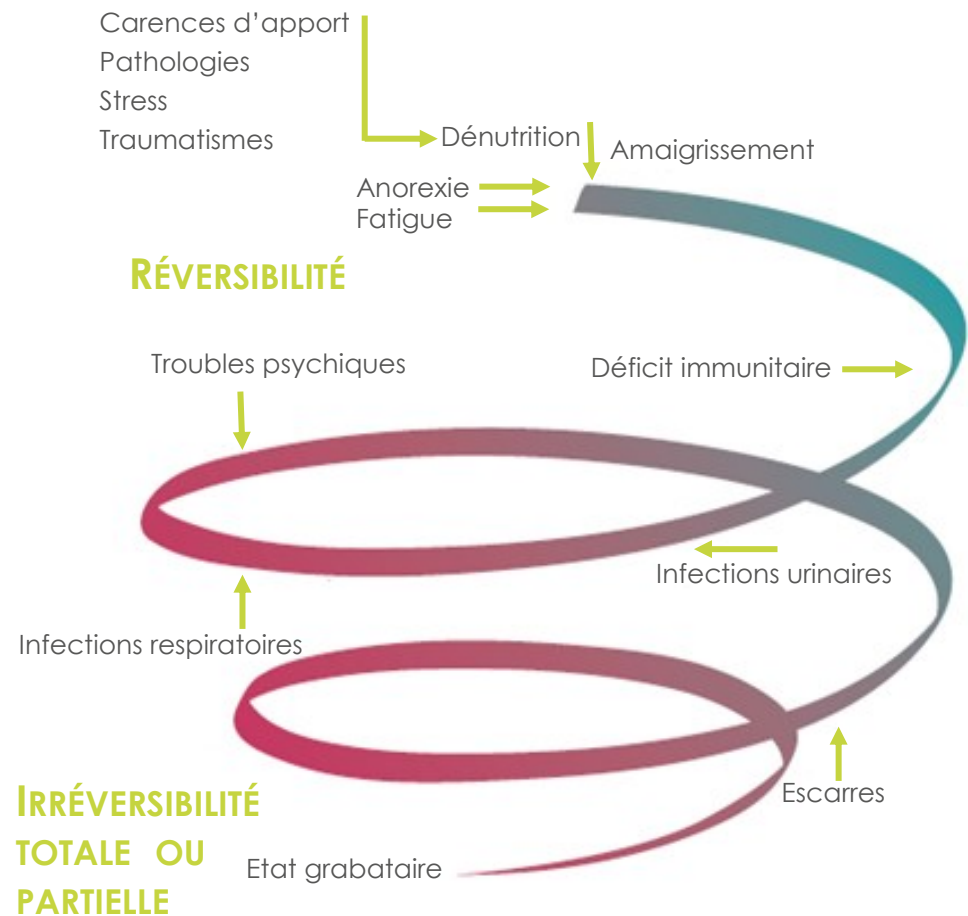 Carences d’apport
Pathologies
Stress
Traumatismes
Dénutrition
Amaigrissement
Anorexie
Fatigue
RÉVERSIBILITÉ
Troubles psychiques
Déficit immunitaire
Infections urinaires
Infections respiratoires
Escarres
IRRÉVERSIBILITÉ
TOTALE OU
PARTIELLE
Etat grabataire